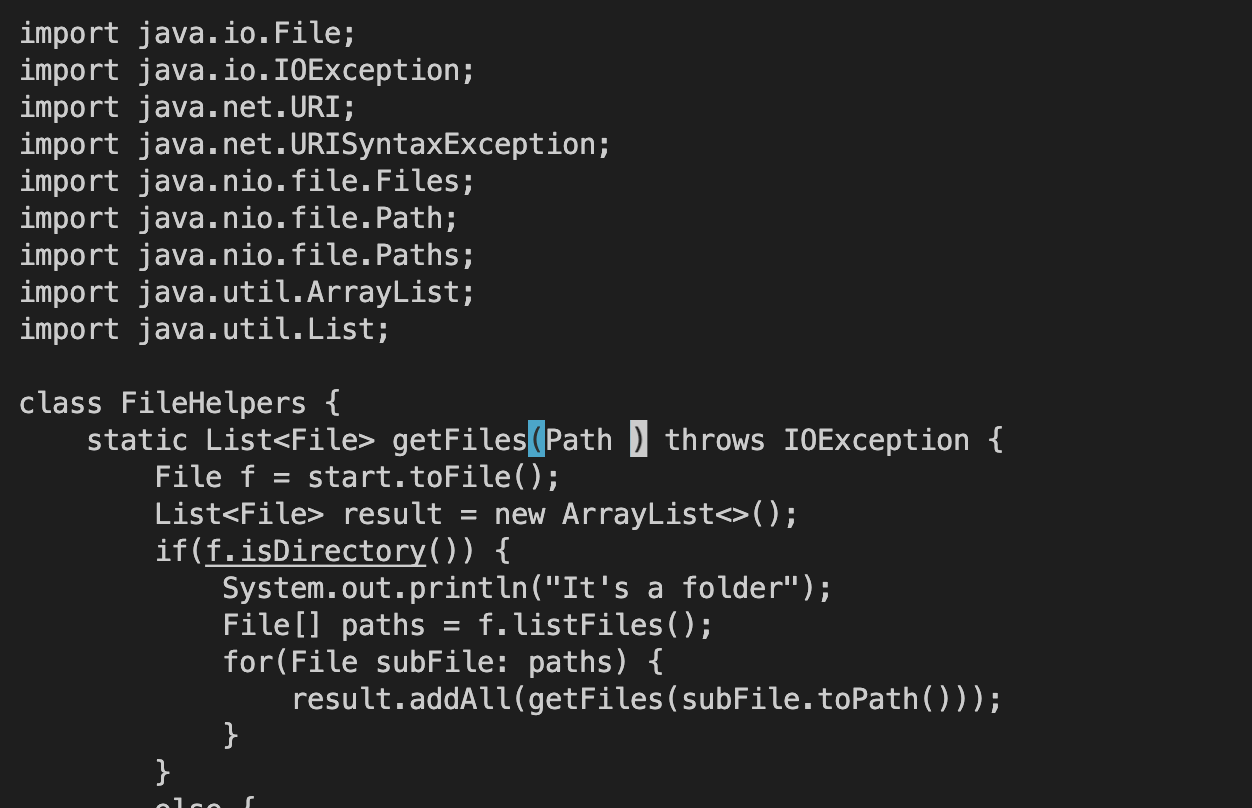 import java.io.File;
import java.io.IOException;
import java.net.URI;
import java.net.URISyntaxException;
import java.nio.file.Files;
import java.nio.file.Path;
import java.nio.file.Paths;
import java.util.ArrayList;
import java.util.List;

class FileHelpers {
    static List<File> getFiles(Path ) throws IOException {
        File f = start.toFile();
        List<File> result = new ArrayList<>();
        if(f.isDirectory()) {
            System.out.println("It's a folder");
            File[] paths = f.listFiles();
            for(File subFile: paths) {
                result.addAll(getFiles(subFile.toPath()));
            }
        }
        else {